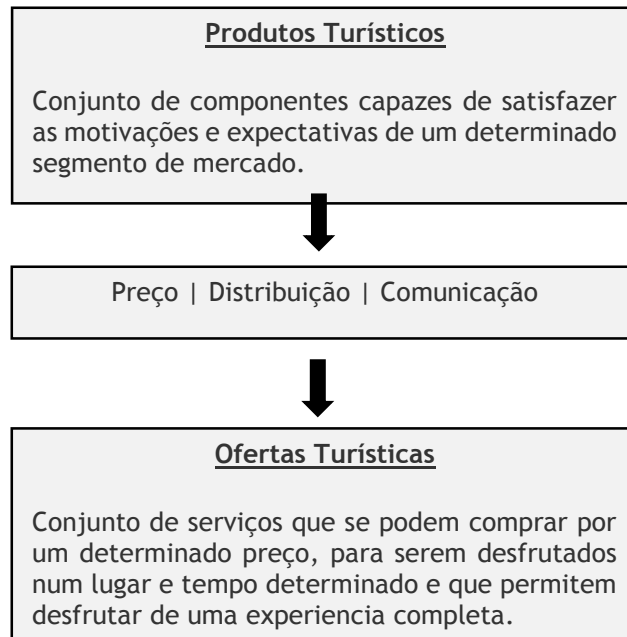 Produtos Turísticos
Conjunto de componentes capazes de satisfazer
as motivações e expectativas de um determinado
segmento de mercado.
Preço | Distribuição | Comunicação
Ofertas Turísticas
Conjunto de serviços que se podem comprar por
um determinado preço, para serem desfrutados
num lugar e tempo determinado e que permitem
desfrutar de uma experiencia completa.